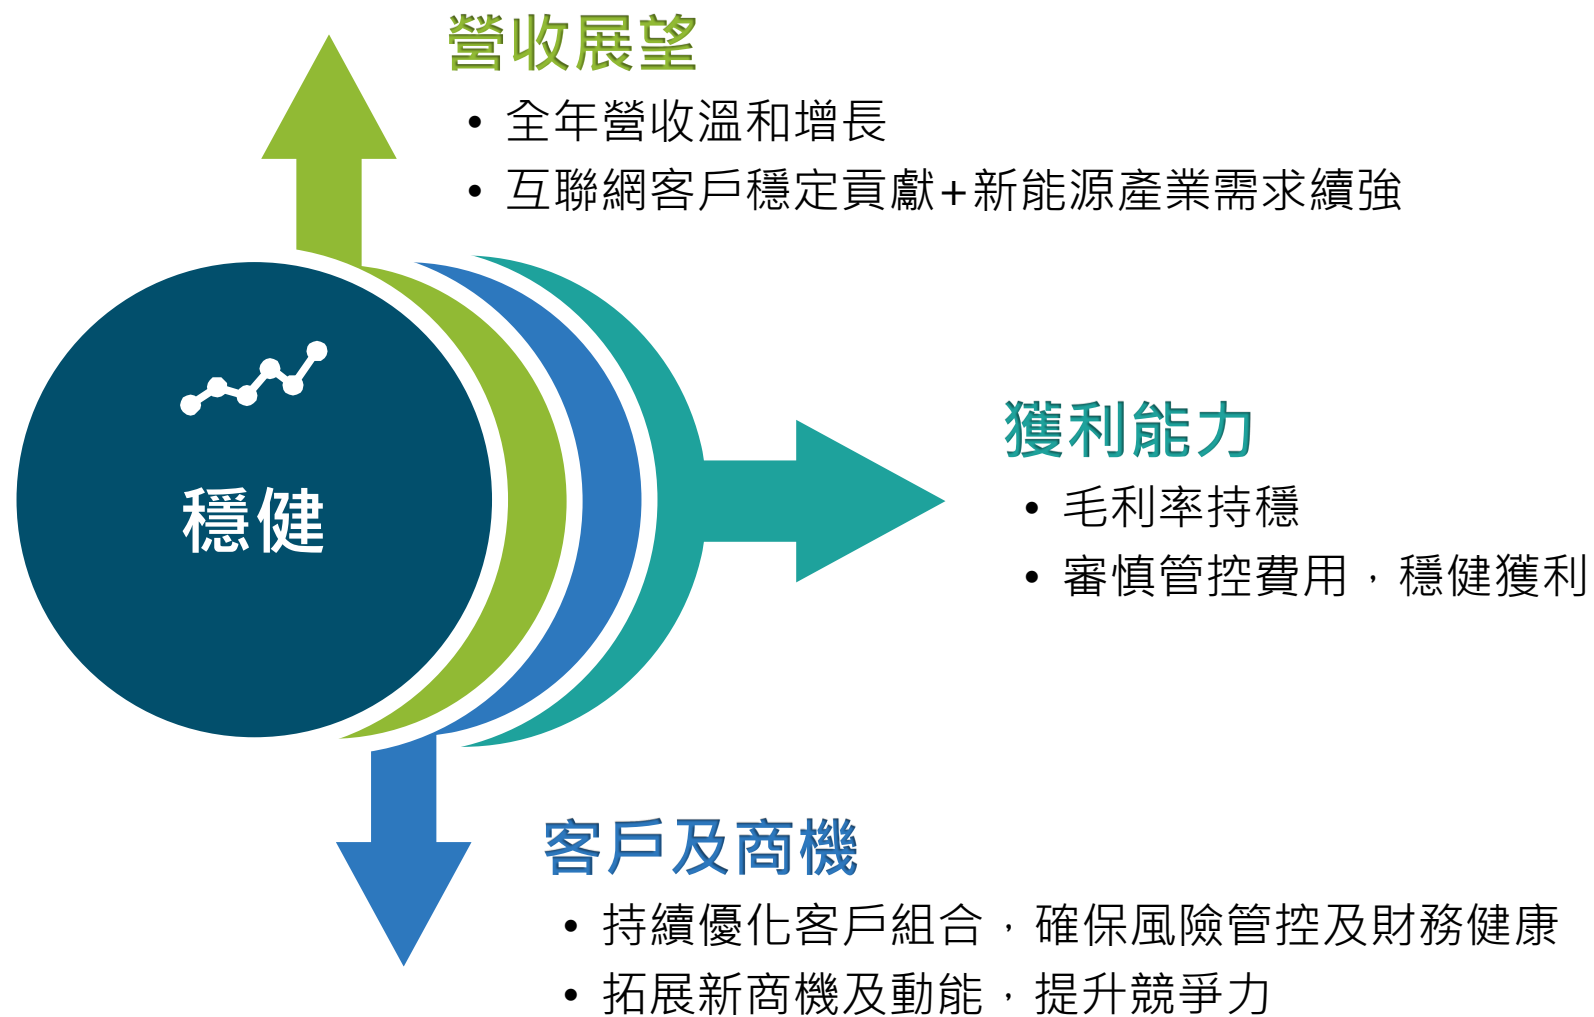 營收展望
• 全年營收溫和增長
• 互聯網客戶穩定貢獻+新能源產業需求續強
穩健
獲利能力
• 毛利率持穩
• 審慎管控費用，穩健獲利
客戶及商機
• 持續優化客戶組合，確保風險管控及財務健康
• 拓展新商機及動能，提升競爭力